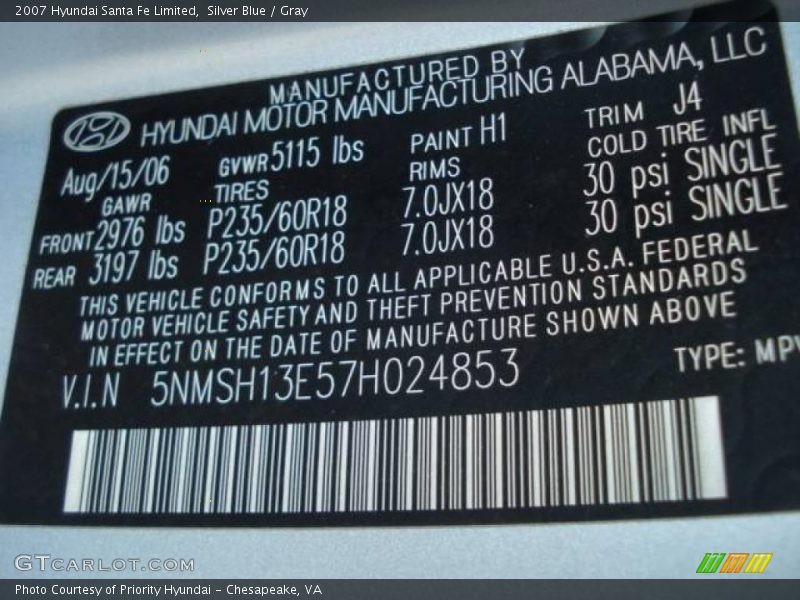 2007 Hyundai Santa Fe Limited, Silver Blue / Gray
MANUFACTURED BY
HYUNDAI MOTOR MANUFACTURING ALABAMA, LLC
Aug/15/06 GVWR 5115 lbs PAINT H1 TRIM J4
GAWR TIRES RIMS COLD TIRE INFL
FRONT 2976 lbs P235/60R18 7.0JX18 30 psi SINGLE
REAR 3197 lbs P235/60R18 7.0JX18 30 psi SINGLE
THIS VEHICLE CONFORMS TO ALL APPLICABLE U.S.A. FEDERAL
MOTOR VEHICLE SAFETY AND THEFT PREVENTION STANDARDS
IN EFFECT ON THE DATE OF MANUFACTURE SHOWN ABOVE
V.I.N 5NMSH13E57H024853 TYPE: MPV
GTCARLOT.COM
Photo Courtesy of Priority Hyundai - Chesapeake, VA